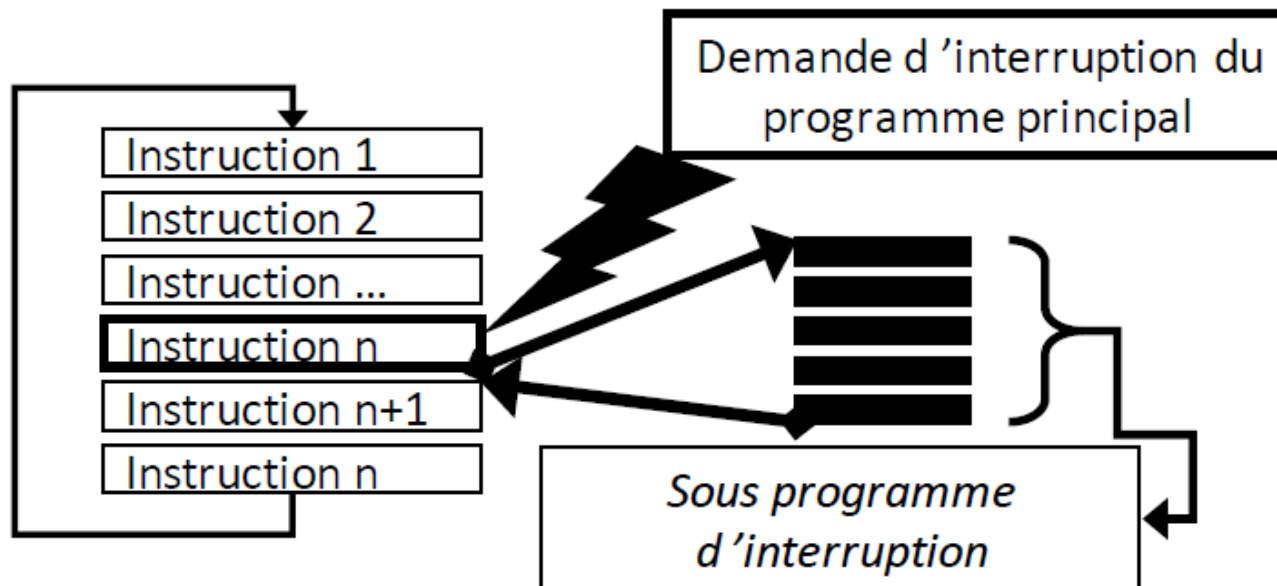 Demande d ’interruption du
programme principal
Instruction 1
Instruction 2
Instruction ...
Instruction n
Instruction n+1
Instruction n
Sous programme
d ’interruption